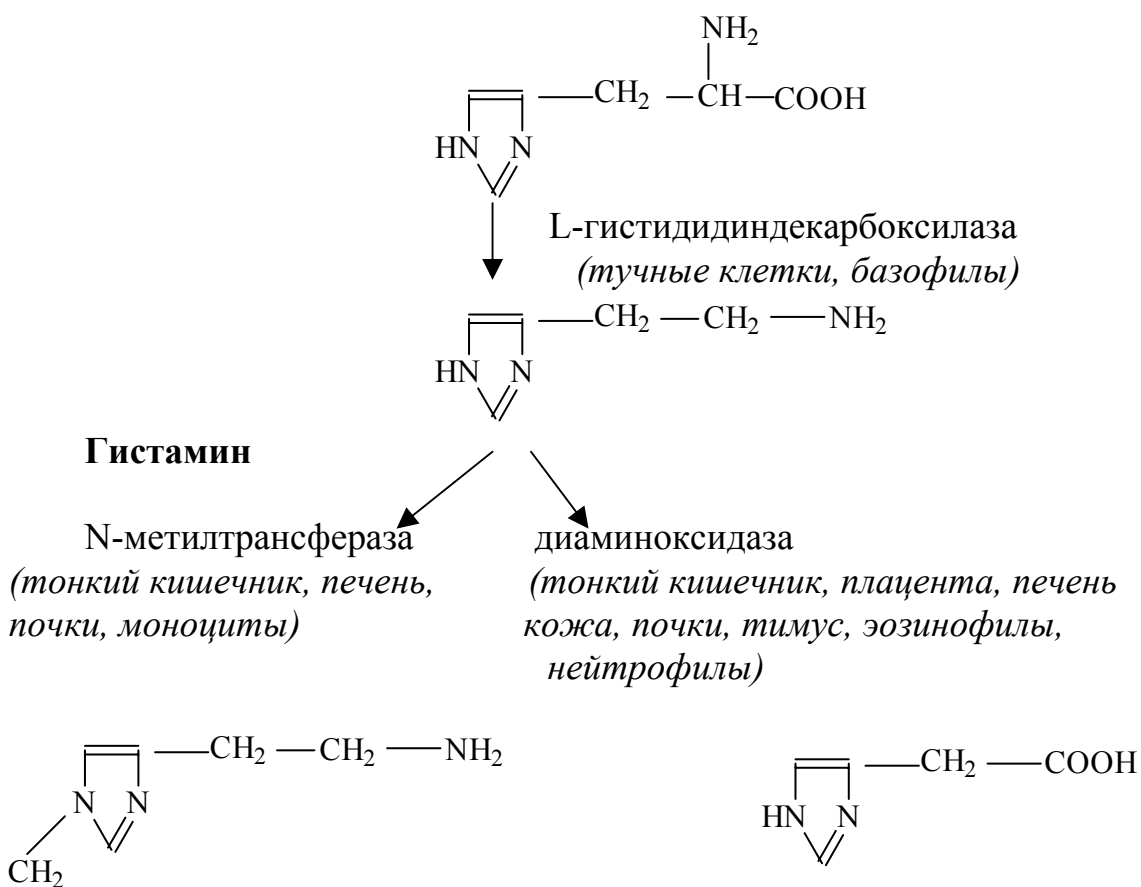 NH₂
CH₂ —CH—COOH
HN N
L-гистидидиндекарбоксилаза
(тучные клетки, базофилы)
CH₂ —CH₂ —NH₂
HN N
Гистамин
N-метилтрансфераза диаминоксидаза
(тонкий кишечник, печень, (тонкий кишечник, плацента, печень
почки, моноциты) кожа, почки, тимус, эозинофилы,
нейтрофилы)
—CH₂ —CH₂ —NH₂ —CH₂ —COOH
N N HN N
CH₂